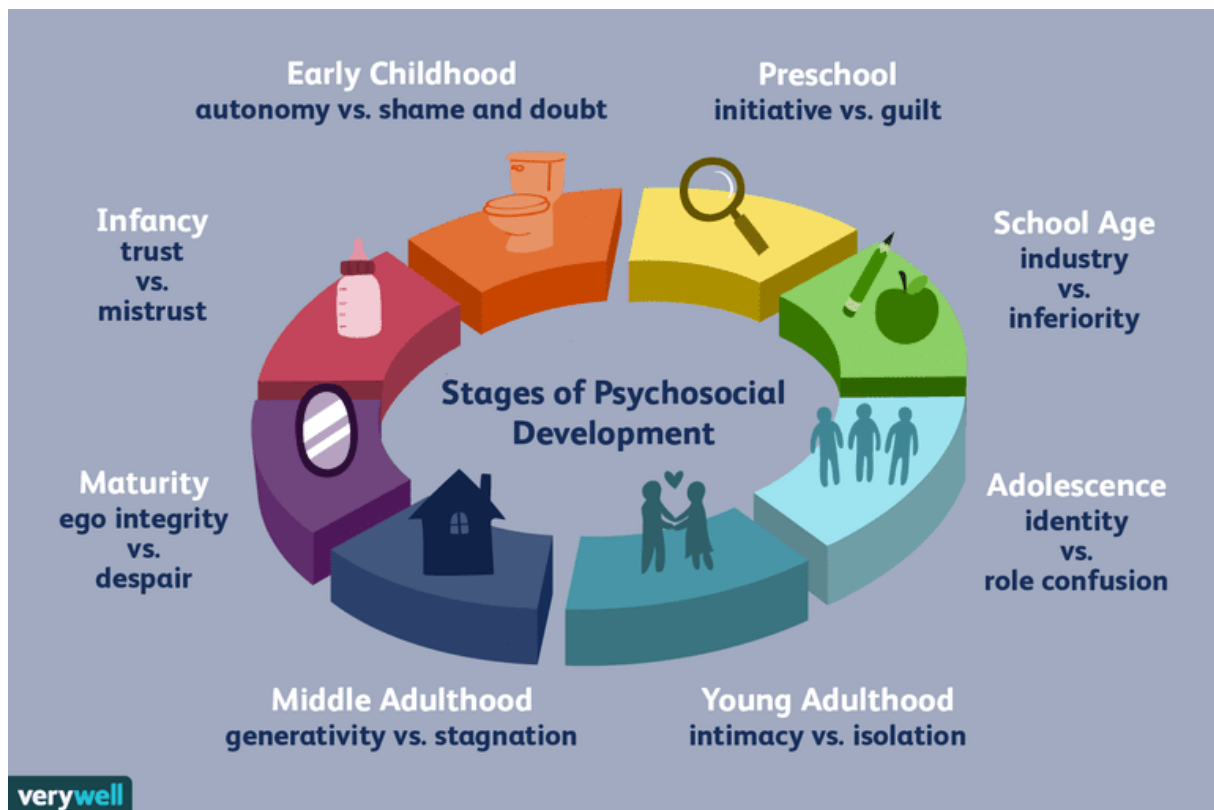 Early Childhood
autonomy vs. shame and doubt
Preschool
initiative vs. guilt
Infancy
trust
vs.
mistrust
School Age
industry
vs.
inferiority
Stages of Psychosocial
Development
Maturity
ego integrity
vs.
despair
Adolescence
identity
vs.
role confusion
Middle Adulthood
generativity vs. stagnation
Young Adulthood
intimacy vs. isolation
verywell